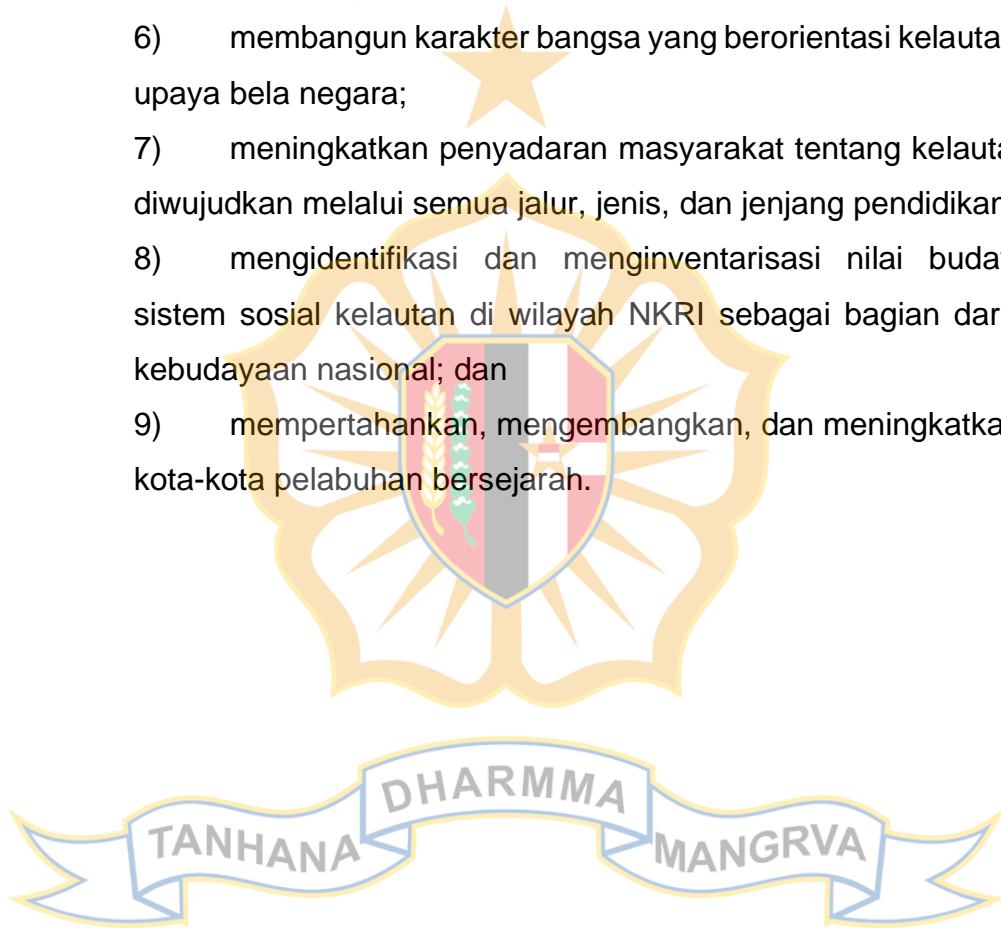 6) membangun karakter bangsa yang berorientasi kelauta
upaya bela negara;
7) meningkatkan penyadaran masyarakat tentang kelauta
diwujudkan melalui semua jalur, jenis, dan jenjang pendidikan
8) mengidentifikasi dan menginventarisasi nilai buda
sistem sosial kelautan di wilayah NKRI sebagai bagian dar
kebudayaan nasional; dan
9) mempertahankan, mengembangkan, dan meningkatka
kota-kota pelabuhan bersejarah.
TANHANA DHARMMA MANGRVA